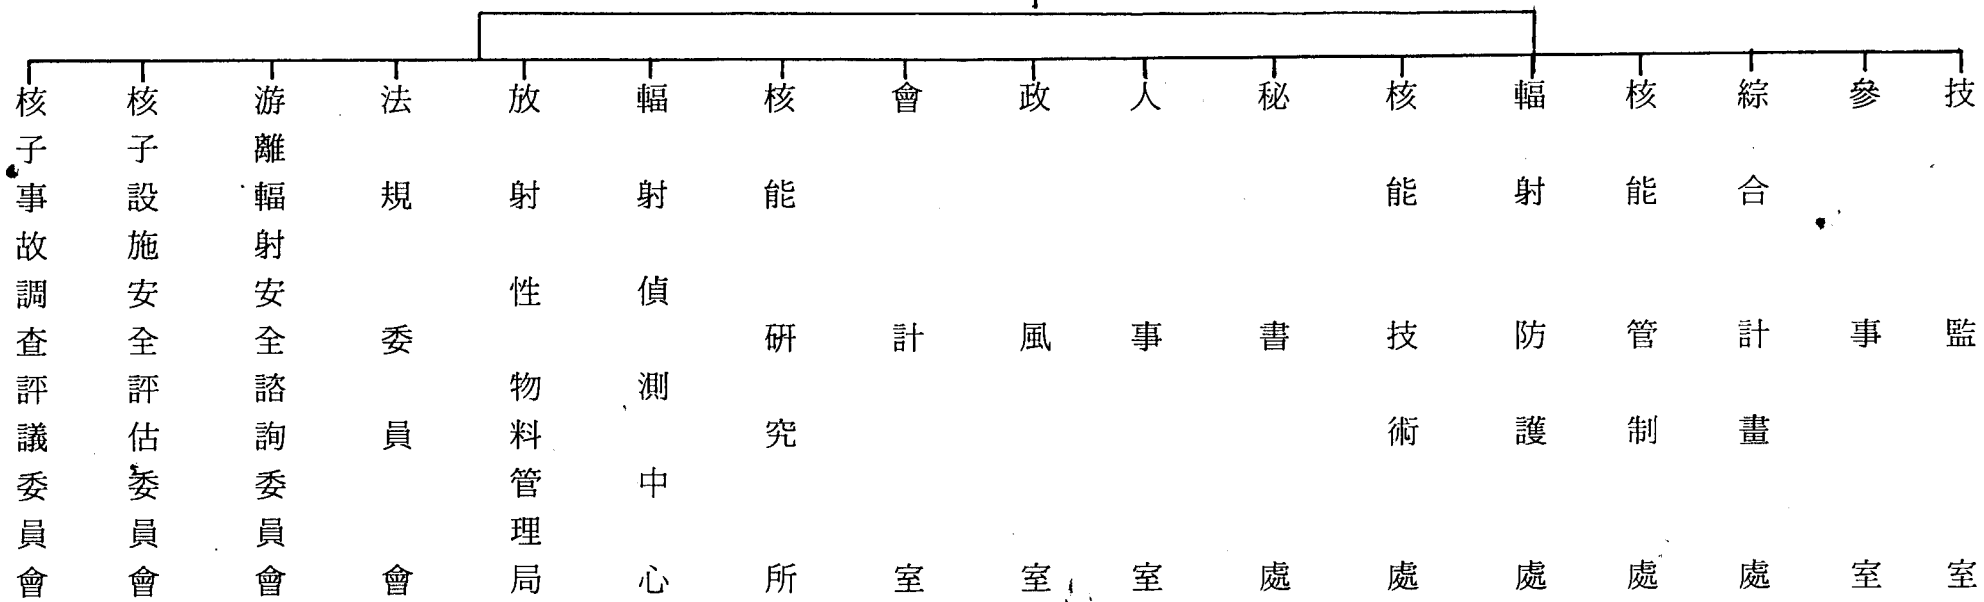 技監室
參事室
綜合計畫處
核能管制處
輻射防護處
核能技術處
秘書處
人事室
政風室
會計室
核能研究所
輻射偵測中心
放射性物料管理局
法規委員會
游離輻射安全諮詢委員會
核子設施安全評估委員會
核子事故調查評議委員會